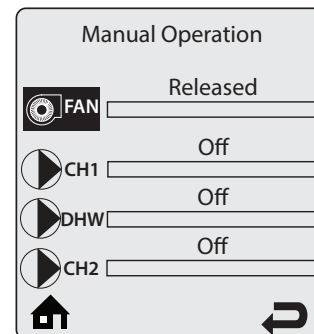 Manual Operation
Released
FAN
Off
CH1
Off
DHW
Off
CH2